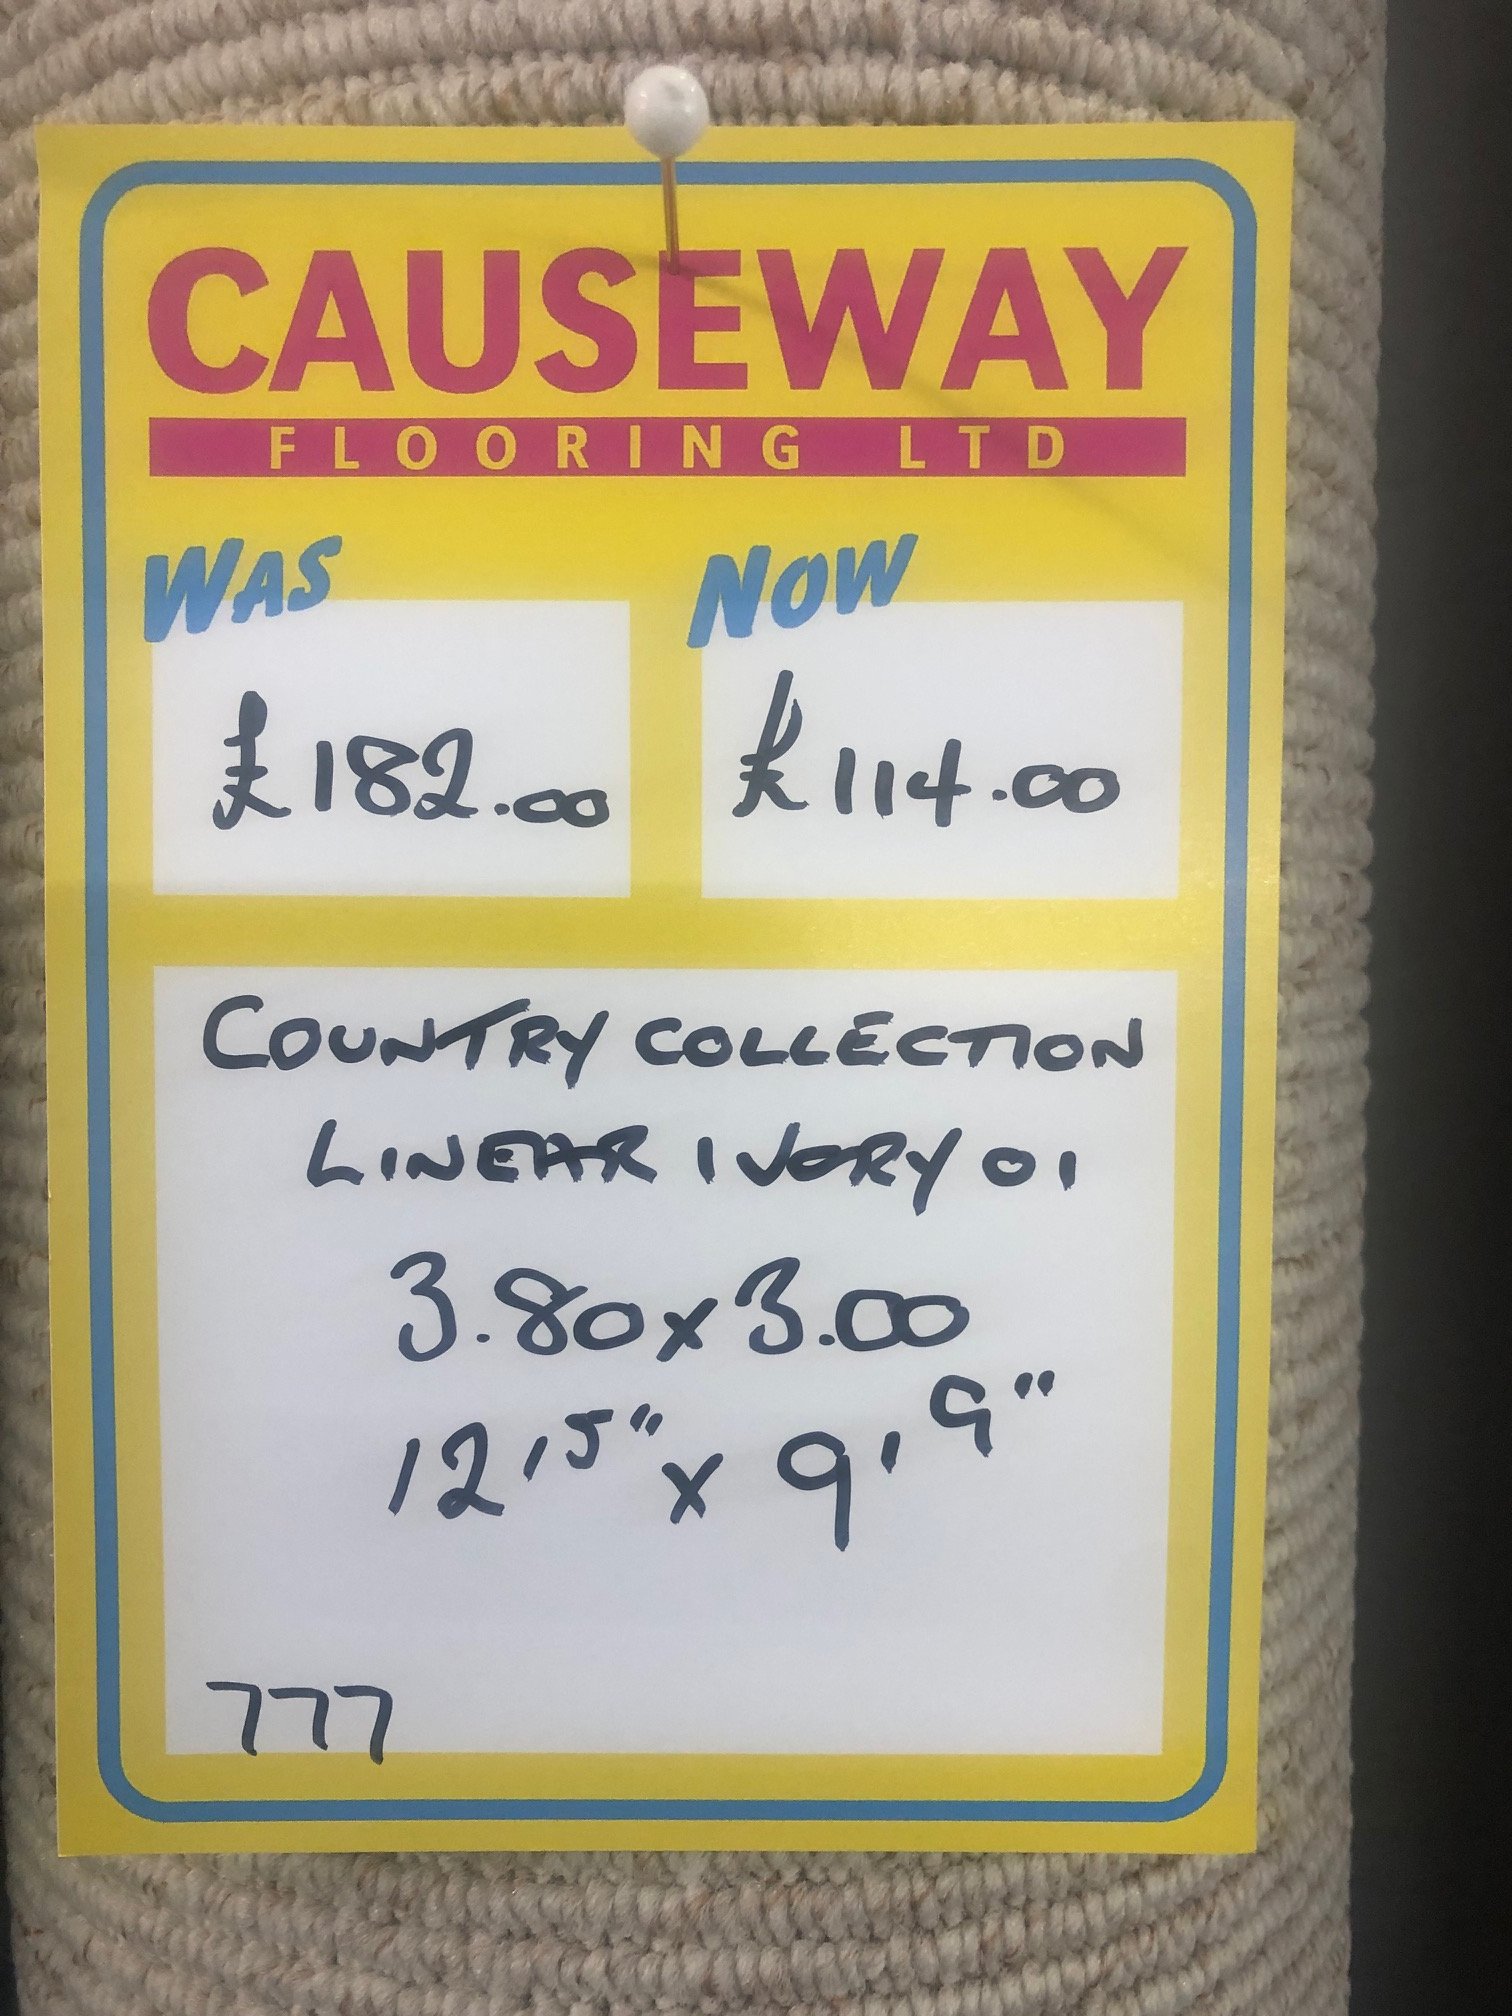 CAUSEWAY
FLOORING LTD
WAS NOW
£182.00 £114.00
COUNTRY COLLECTION
LINEAR IVORY 01
3.80x3.00
12'5" x 9'9"
777